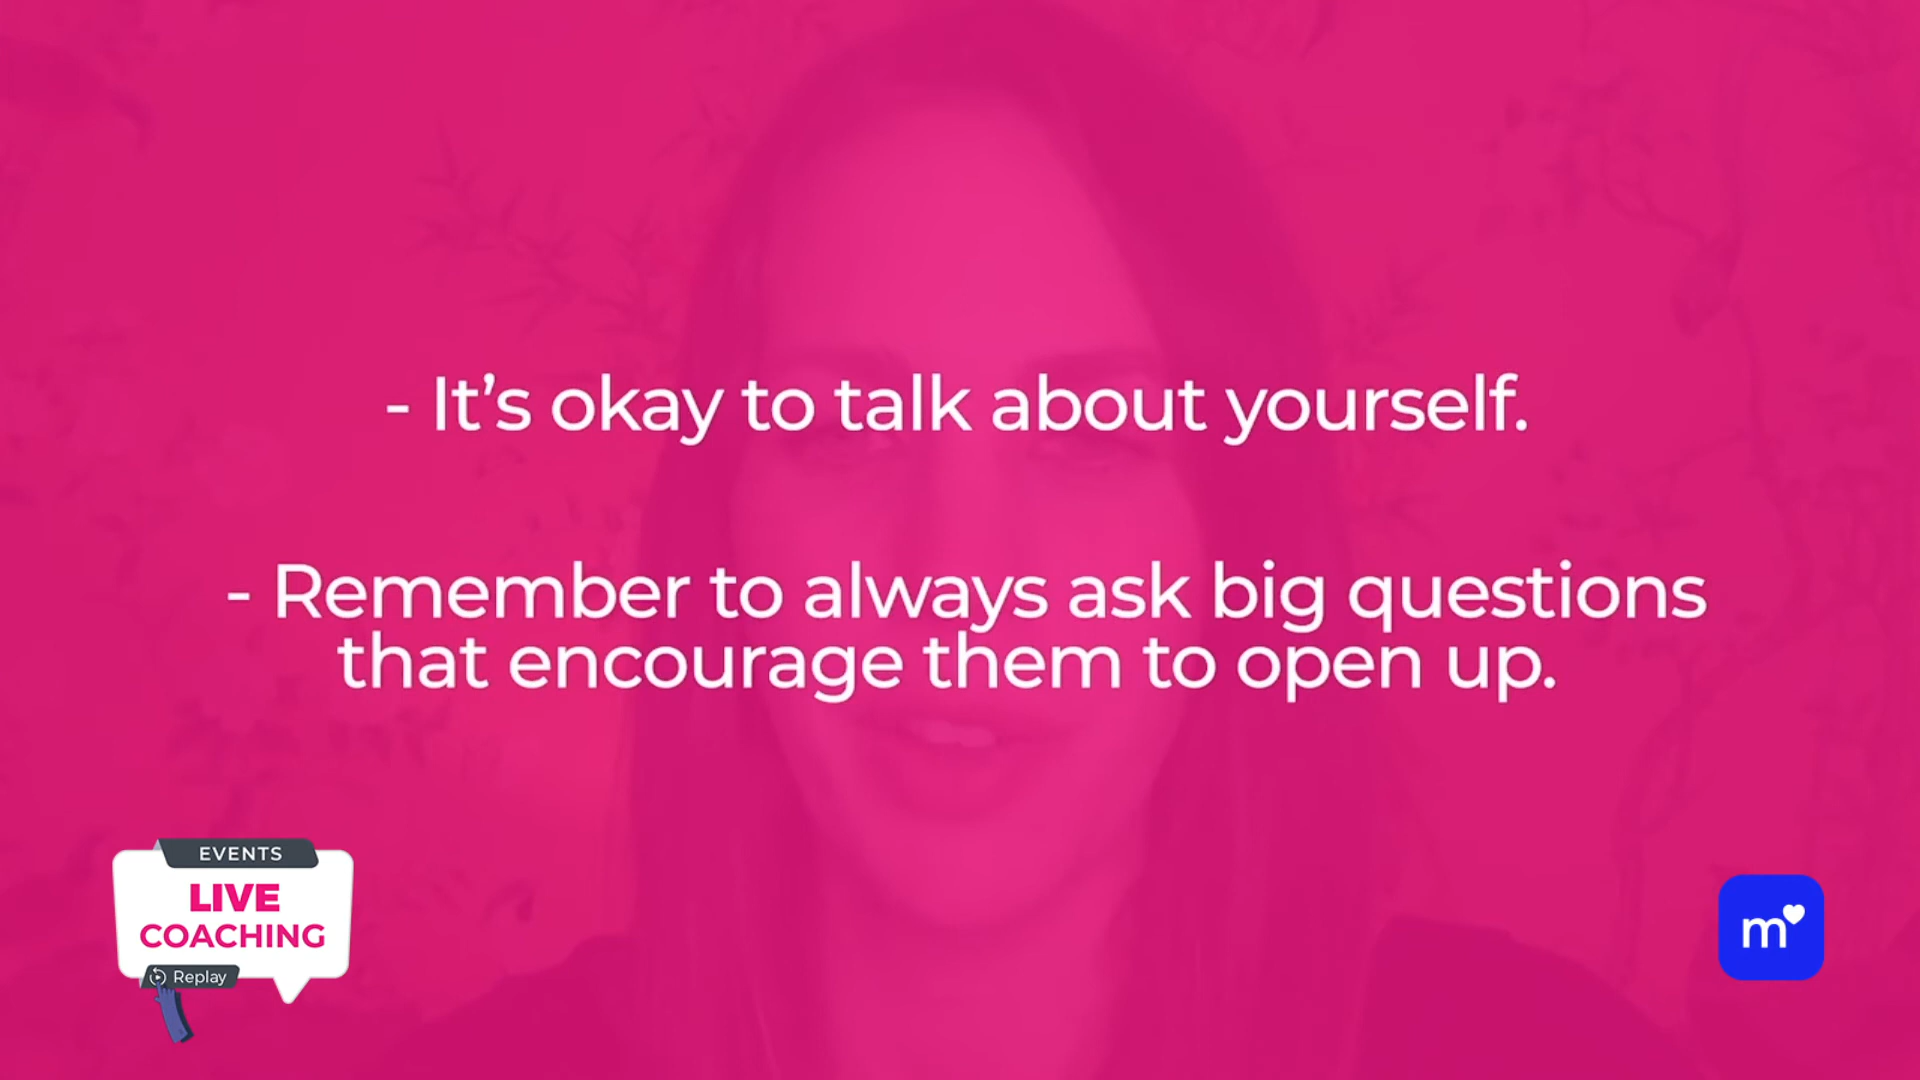 - It’s okay to talk about yourself.
- Remember to always ask big questions
that encourage them to open up.
EVENTS
LIVE
COACHING
Replay
m